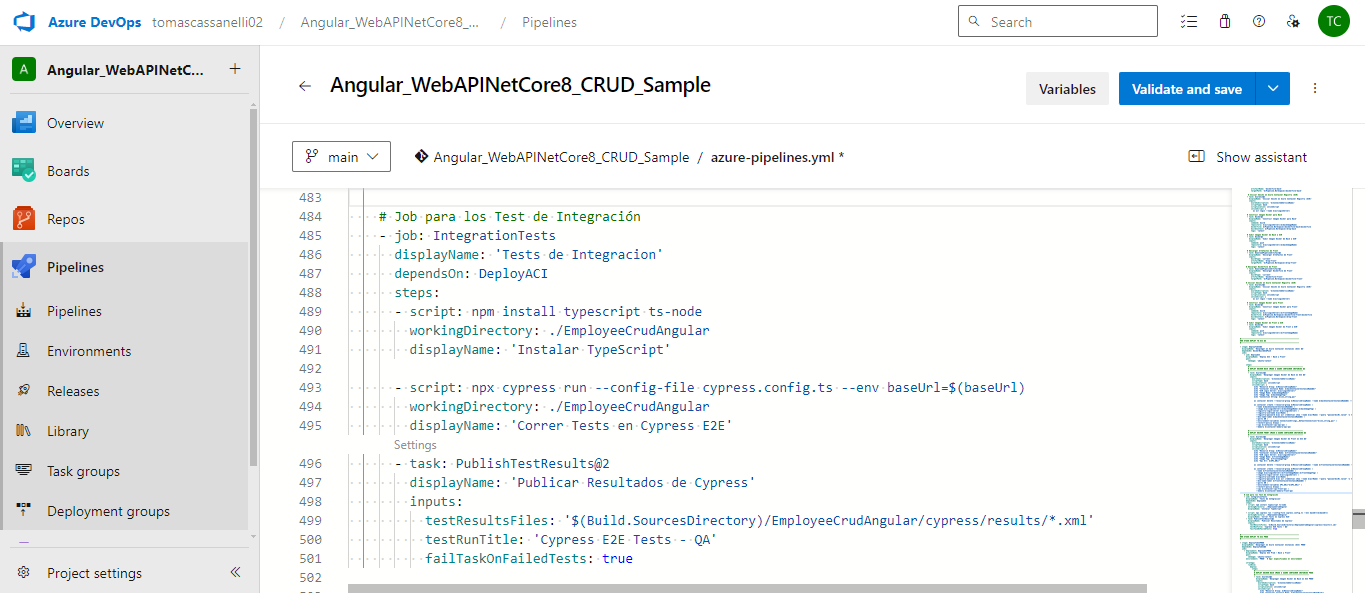 Azure DevOps tomascassanelli02 / Angular_WebAPINetCore8_... / Pipelines Search TC
A Angular_WebAPINetC... +
Overview
Boards
Repos
Pipelines
Pipelines
Environments
Releases
Library
Task groups
Deployment groups
Project settings
Angular_WebAPINetCore8_CRUD_Sample Variables Validate and save
main Angular_WebAPINetCore8_CRUD_Sample / azure-pipelines.yml * Show assistant
483
484 # Job para los Test de Integración
485 - job: IntegrationTests
486 displayName: 'Tests de Integracion'
487 dependsOn: DeployACI
488 steps:
489 - script: npm install typescript ts-node
490 workingDirectory: ./EmployeeCrudAngular
491 displayName: 'Instalar TypeScript'
492
493 - script: npx cypress run --config-file cypress.config.ts --env baseUrl=$(baseUrl)
494 workingDirectory: ./EmployeeCrudAngular
495 displayName: 'Correr Tests en Cypress E2E'
Settings
496 - task: PublishTestResults@2
497 displayName: 'Publicar Resultados de Cypress'
498 inputs:
499 testResultsFiles: '$(Build.SourcesDirectory)/EmployeeCrudAngular/cypress/results/*.xml'
500 testRunTitle: 'Cypress E2E Tests - QA'
501 failTaskOnFailedTests: true
502